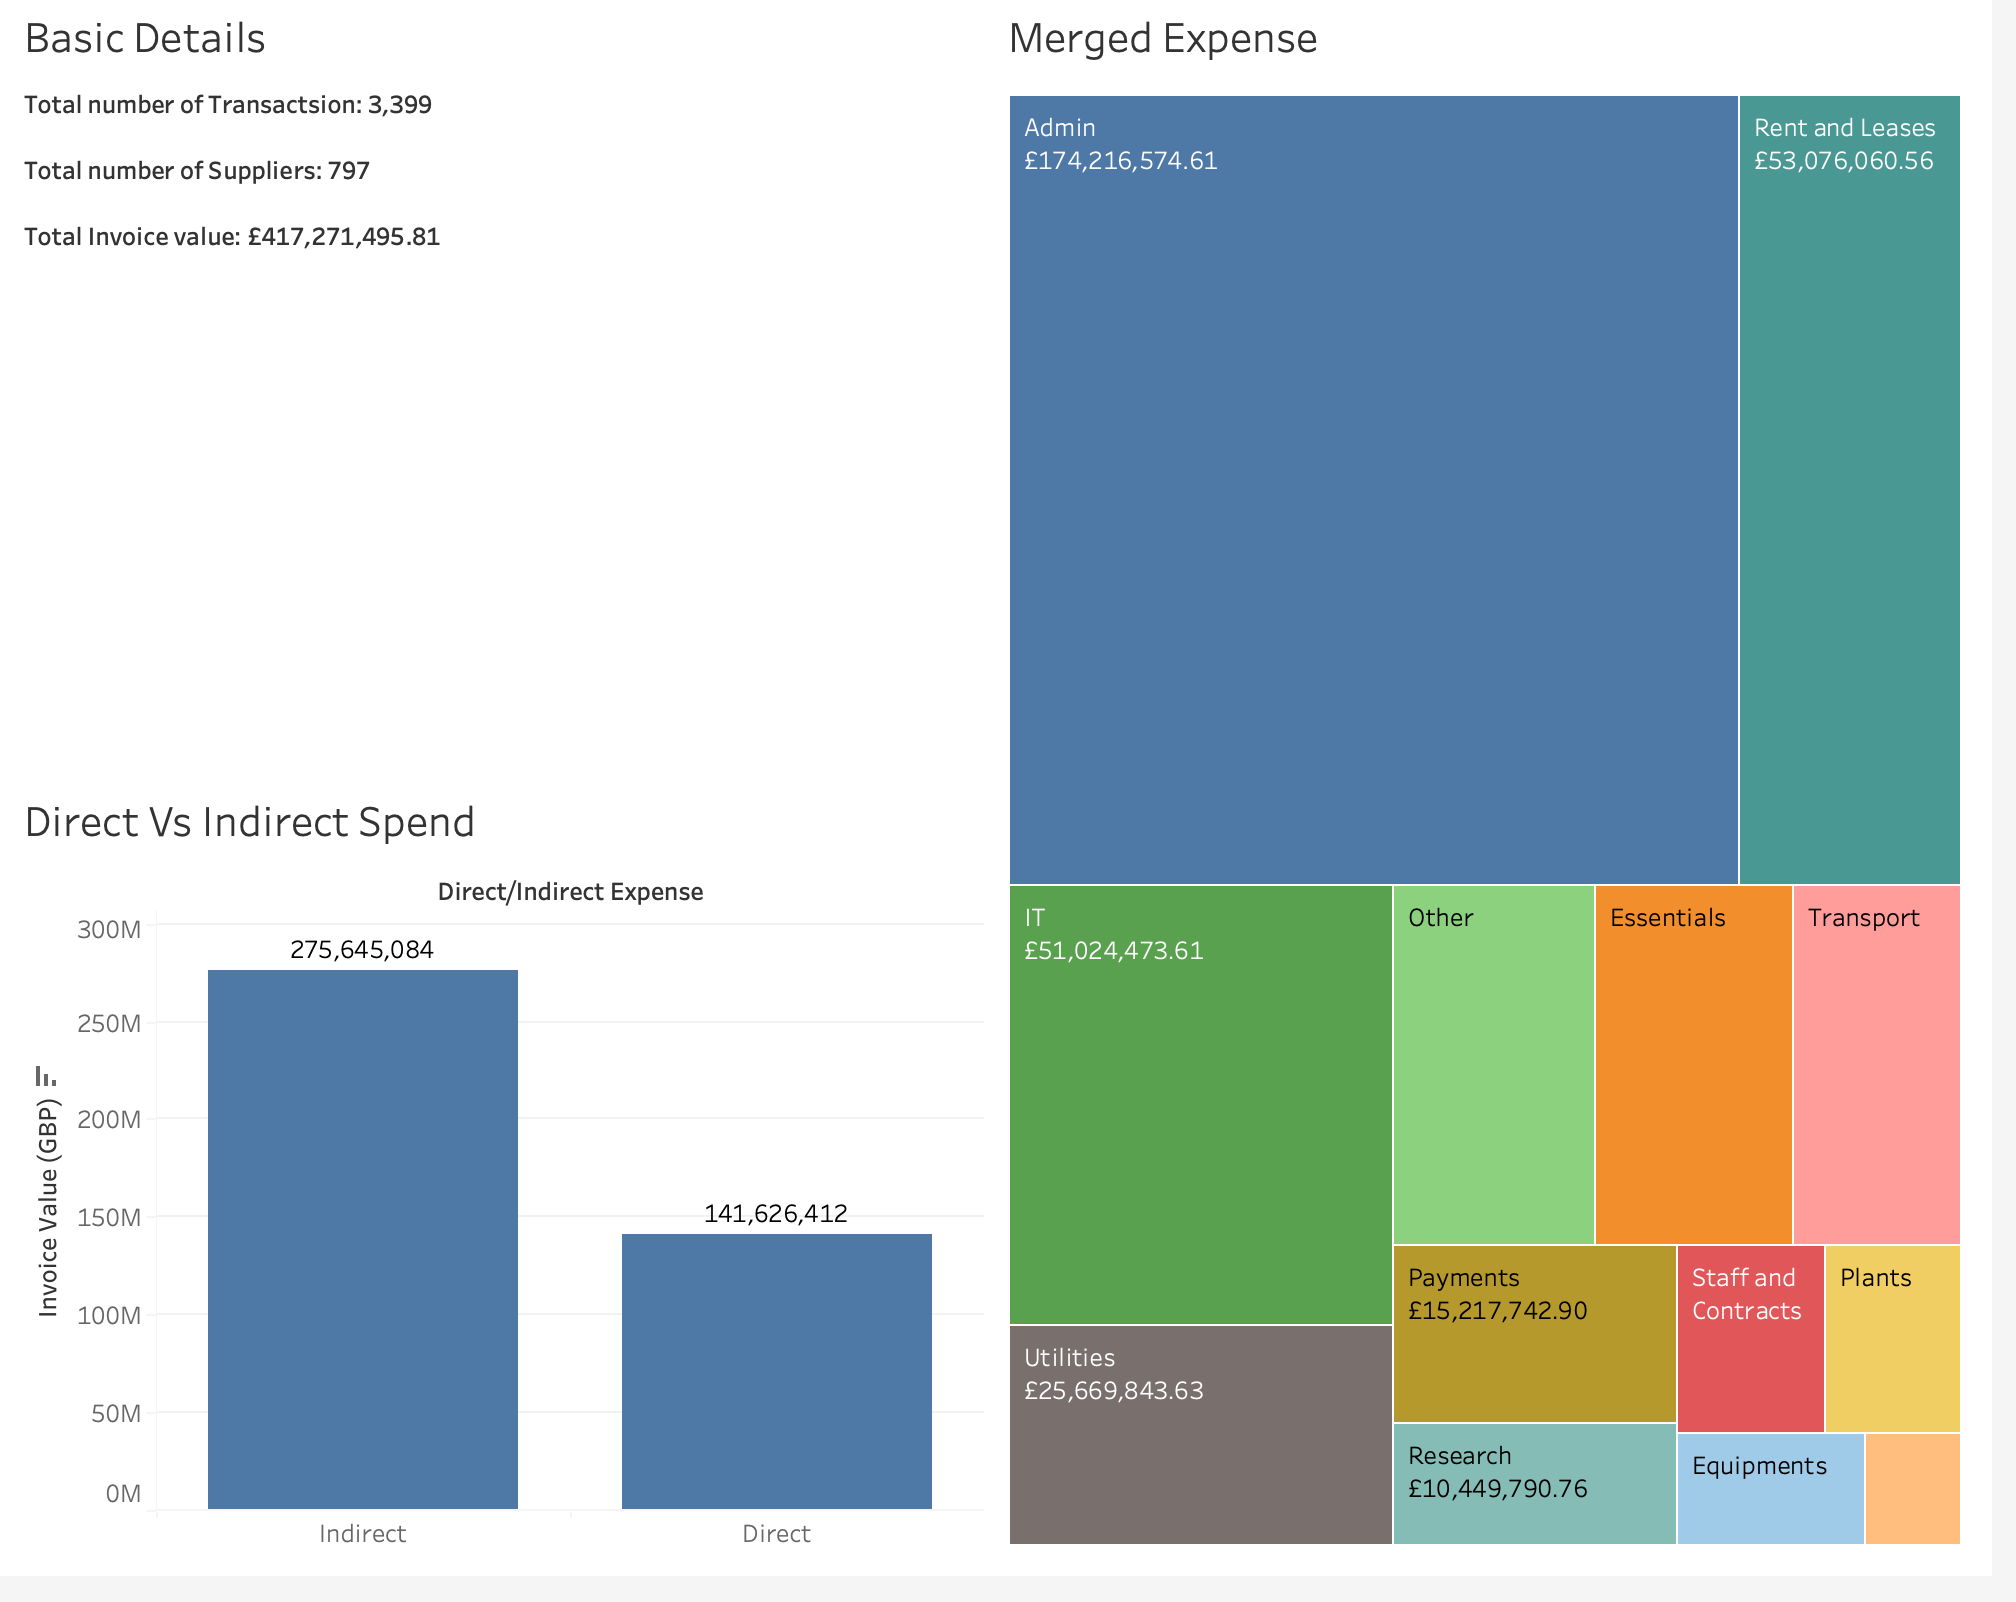 Basic Details
Total number of Transactsion: 3,399
Total number of Suppliers: 797
Total Invoice value: £417,271,495.81
Direct Vs Indirect Spend
Direct/Indirect Expense
Invoice Value (GBP)
300M
250M
200M
150M
100M
50M
0M
275,645,084
141,626,412
Indirect
Direct
Merged Expense
Admin
£174,216,574.61
Rent and Leases
£53,076,060.56
IT
£51,024,473.61
Other
Essentials
Transport
Utilities
£25,669,843.63
Payments
£15,217,742.90
Staff and
Contracts
Plants
Research
£10,449,790.76
Equipments